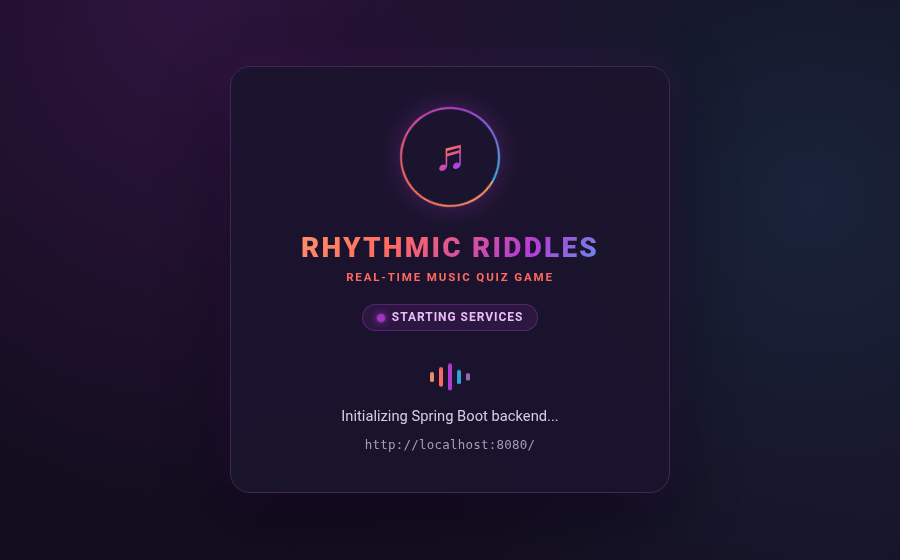 RHYTHMIC RIDDLES
REAL-TIME MUSIC QUIZ GAME
STARTING SERVICES
Initializing Spring Boot backend...
http://localhost:8080/